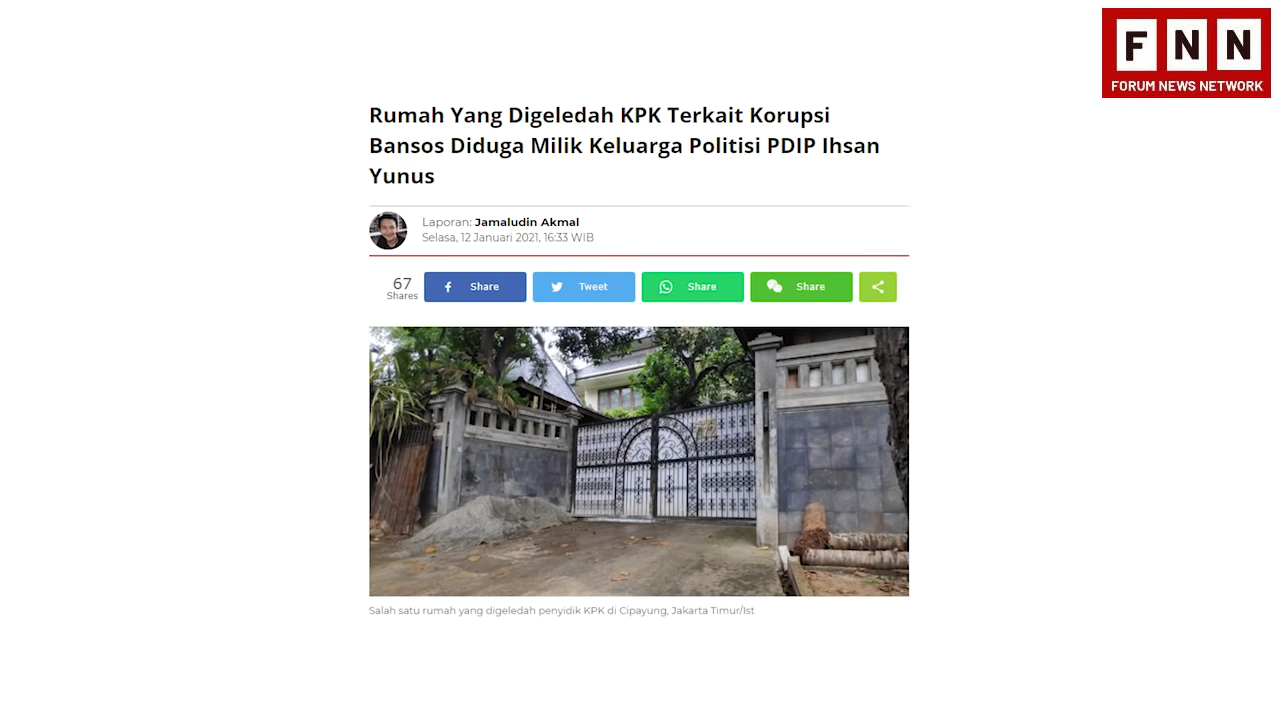 FNN
FORUM NEWS NETWORK
Rumah Yang Digeledah KPK Terkait Korupsi
Bansos Diduga Milik Keluarga Politisi PDIP Ihsan
Yunus
Laporan: Jamaludin Akmal
Selasa, 12 Januari 2021, 16:33 WIB
67
Shares
Share
Tweet
Share
Share
Salah satu rumah yang digeledah penyidik KPK di Cipayung, Jakarta Timur/Ist